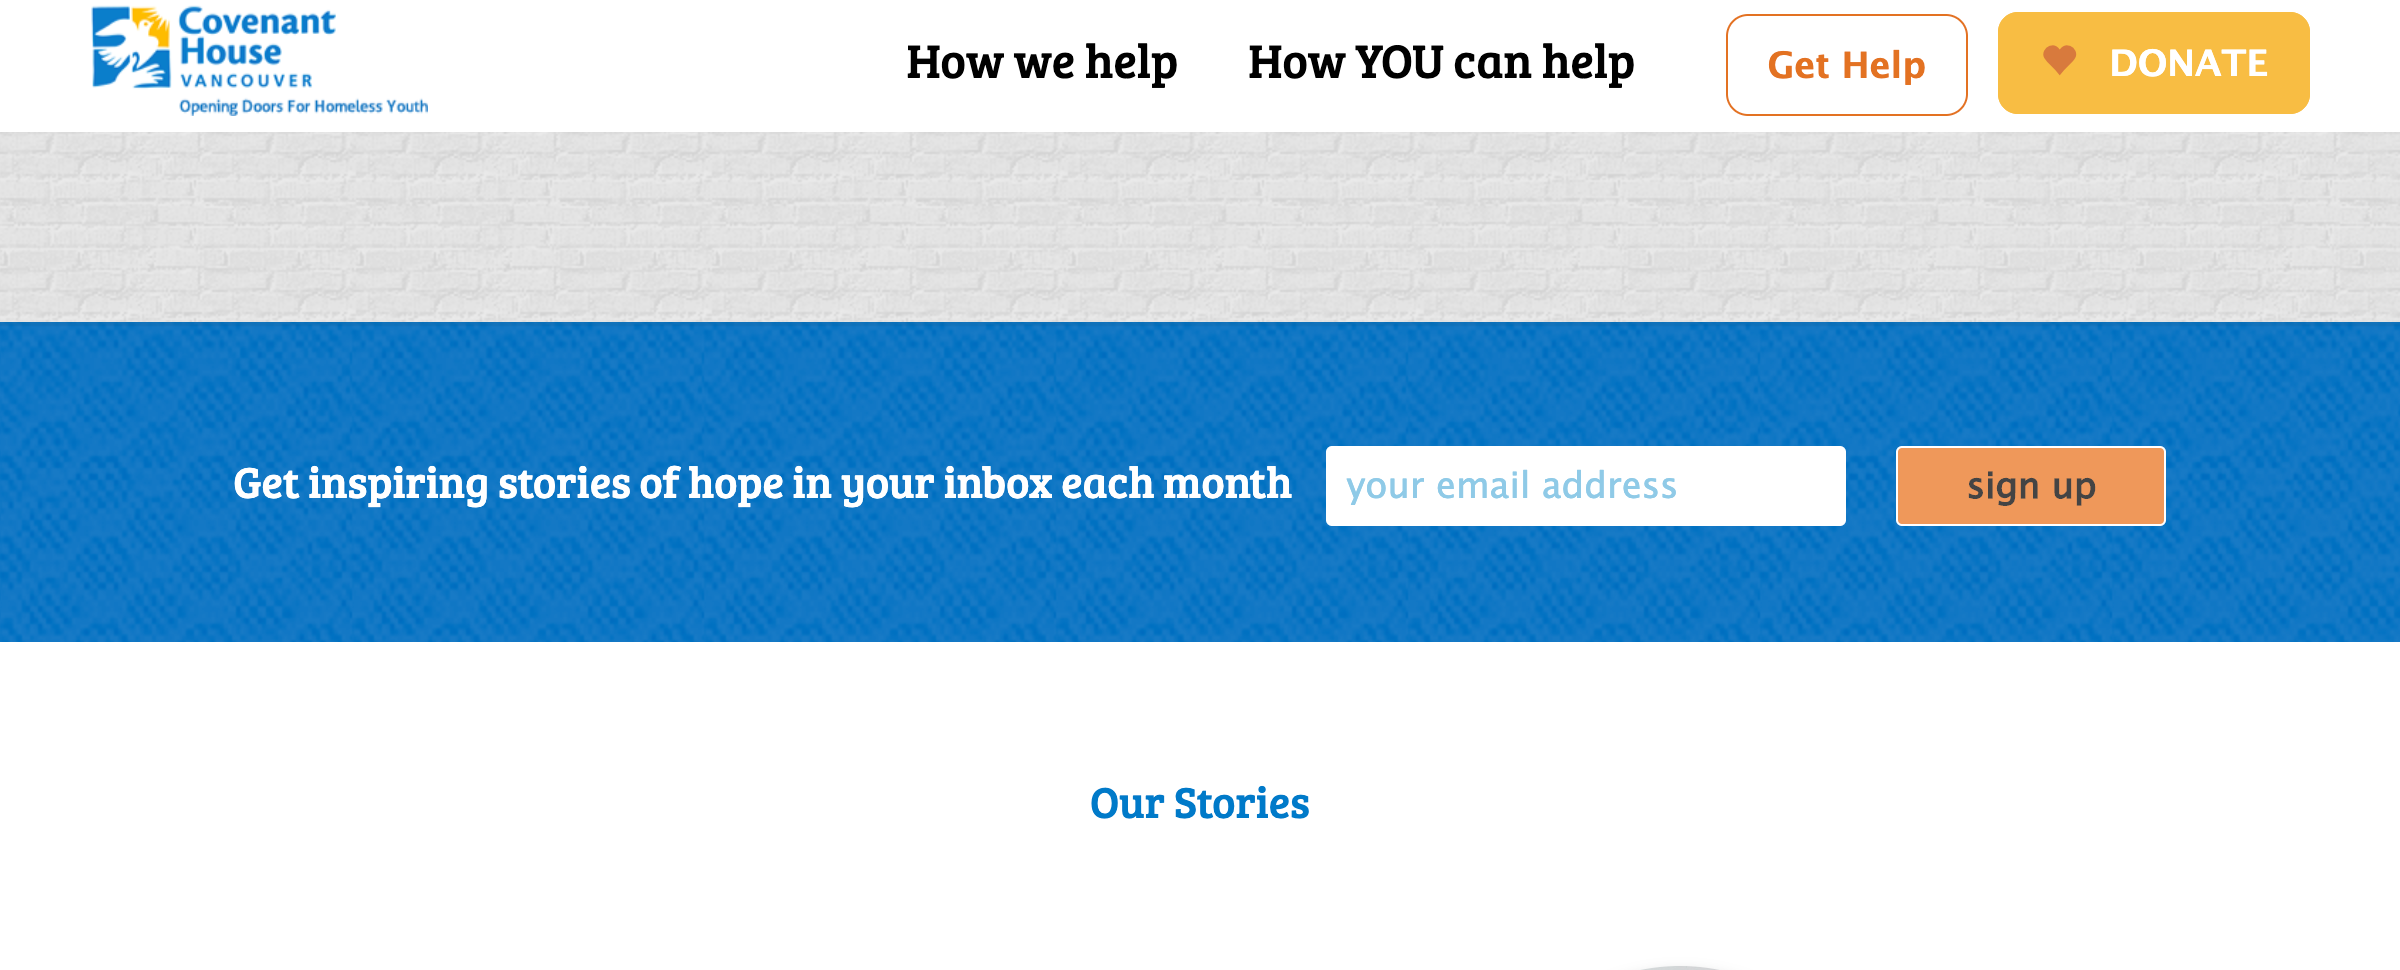 Covenant
House
VANCOUVER
Opening Doors For Homeless Youth
How we help
How YOU can help
Get Help
DONATE
Get inspiring stories of hope in your inbox each month
your email address
sign up
Our Stories